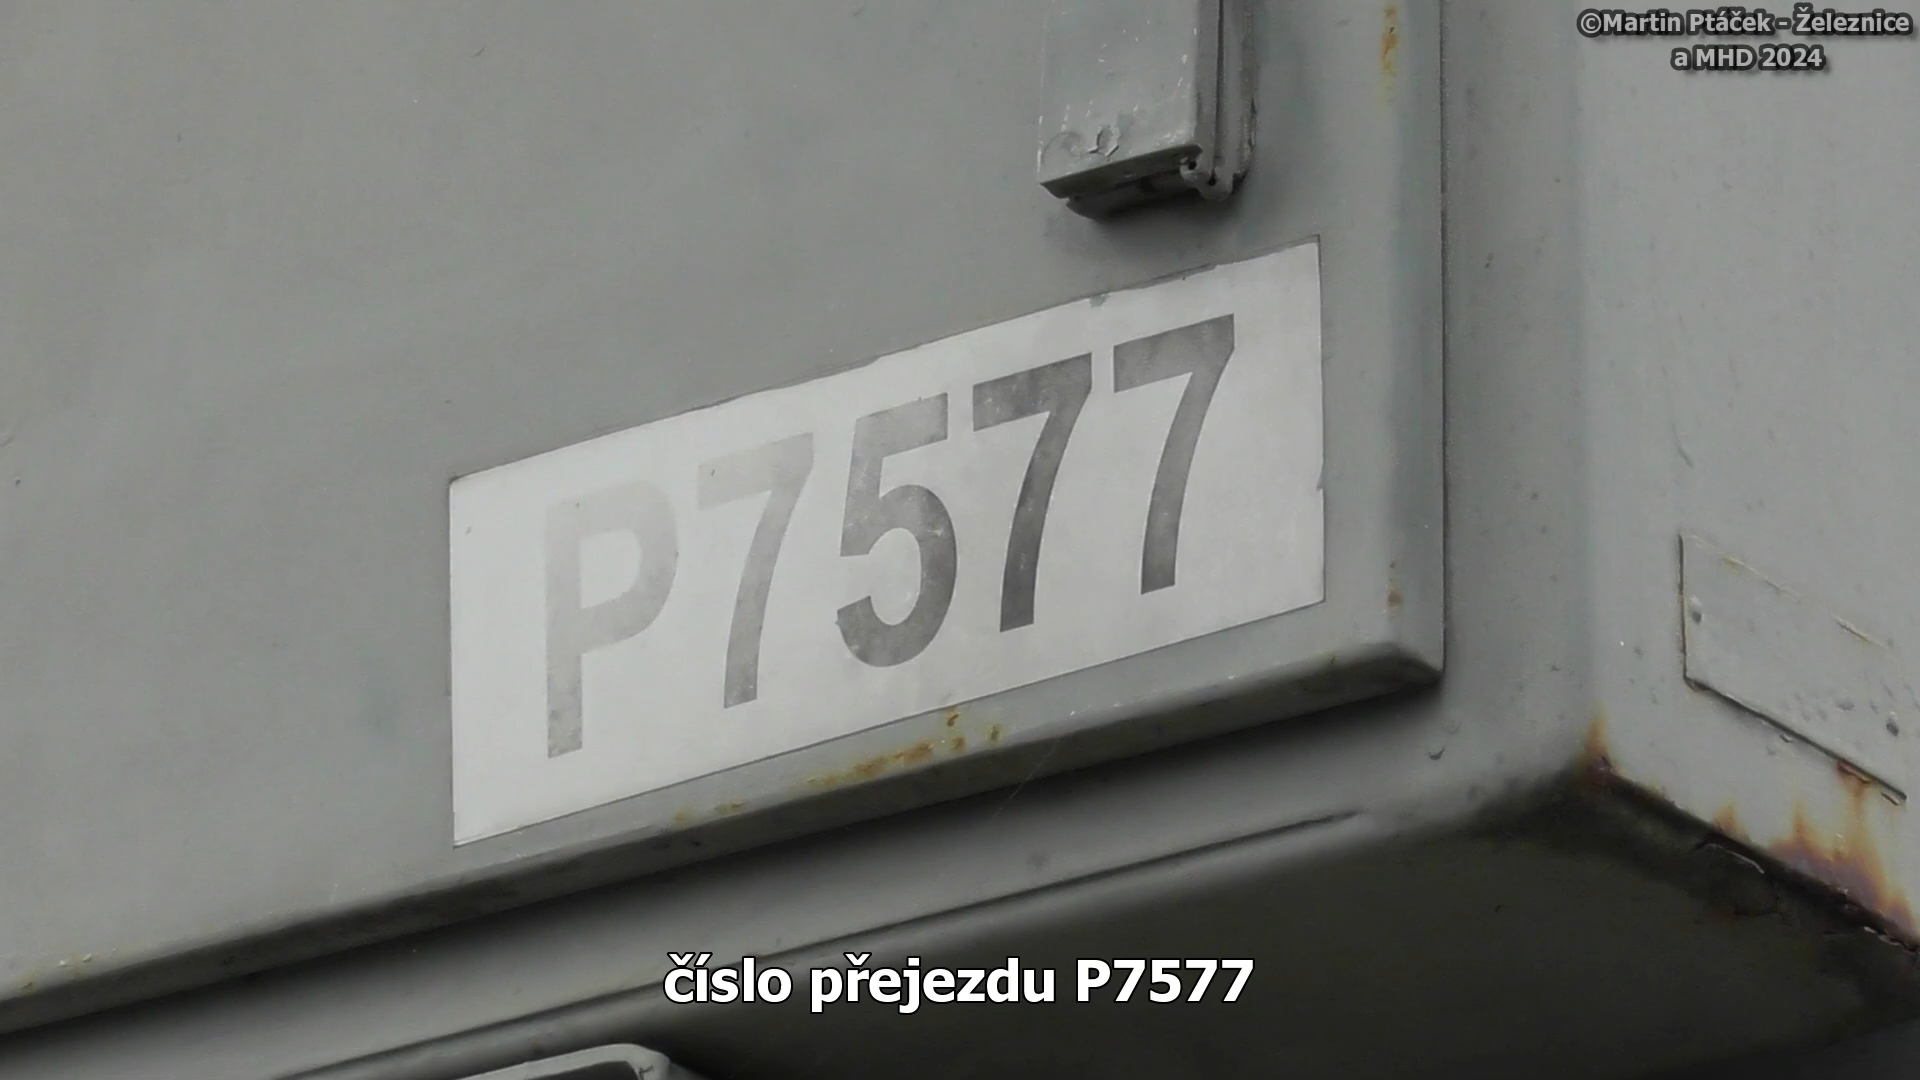 ©Martin Ptáček - Železnice
a MHD 2024
P7577
číslo přejezdu P7577